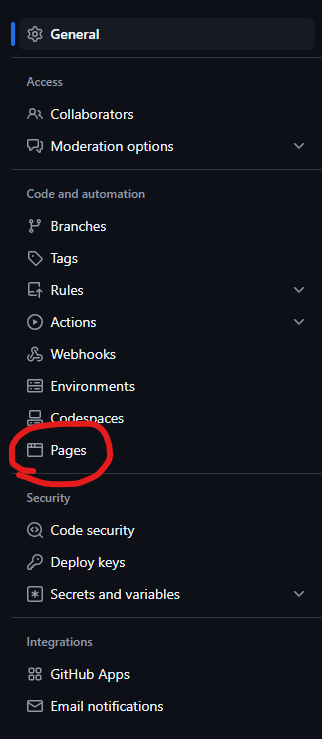 General
Access
Collaborators
Moderation options
Code and automation
Branches
Tags
Rules
Actions
Webhooks
Environments
Codespaces
Pages
Security
Code security
Deploy keys
Secrets and variables
Integrations
GitHub Apps
Email notifications